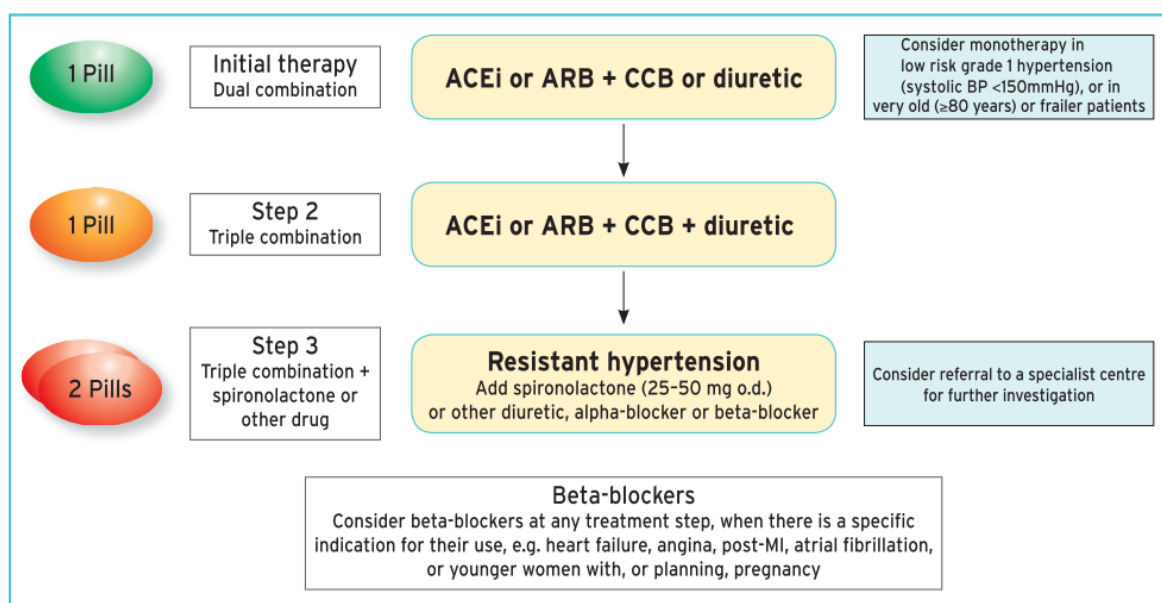 1 Pill
Initial therapy
Dual combination
ACEi or ARB + CCB or diuretic
Consider monotherapy in
low risk grade 1 hypertension
(systolic BP <150mmHg), or in
very old (≥80 years) or frailer patients
1 Pill
Step 2
Triple combination
ACEi or ARB + CCB + diuretic
2 Pills
Step 3
Triple combination +
spironolactone or
other drug
Resistant hypertension
Add spironolactone (25–50 mg o.d.)
or other diuretic, alpha-blocker or beta-blocker
Consider referral to a specialist centre
for further investigation
Beta-blockers
Consider beta-blockers at any treatment step, when there is a specific
indication for their use, e.g. heart failure, angina, post-MI, atrial fibrillation,
or younger women with, or planning, pregnancy